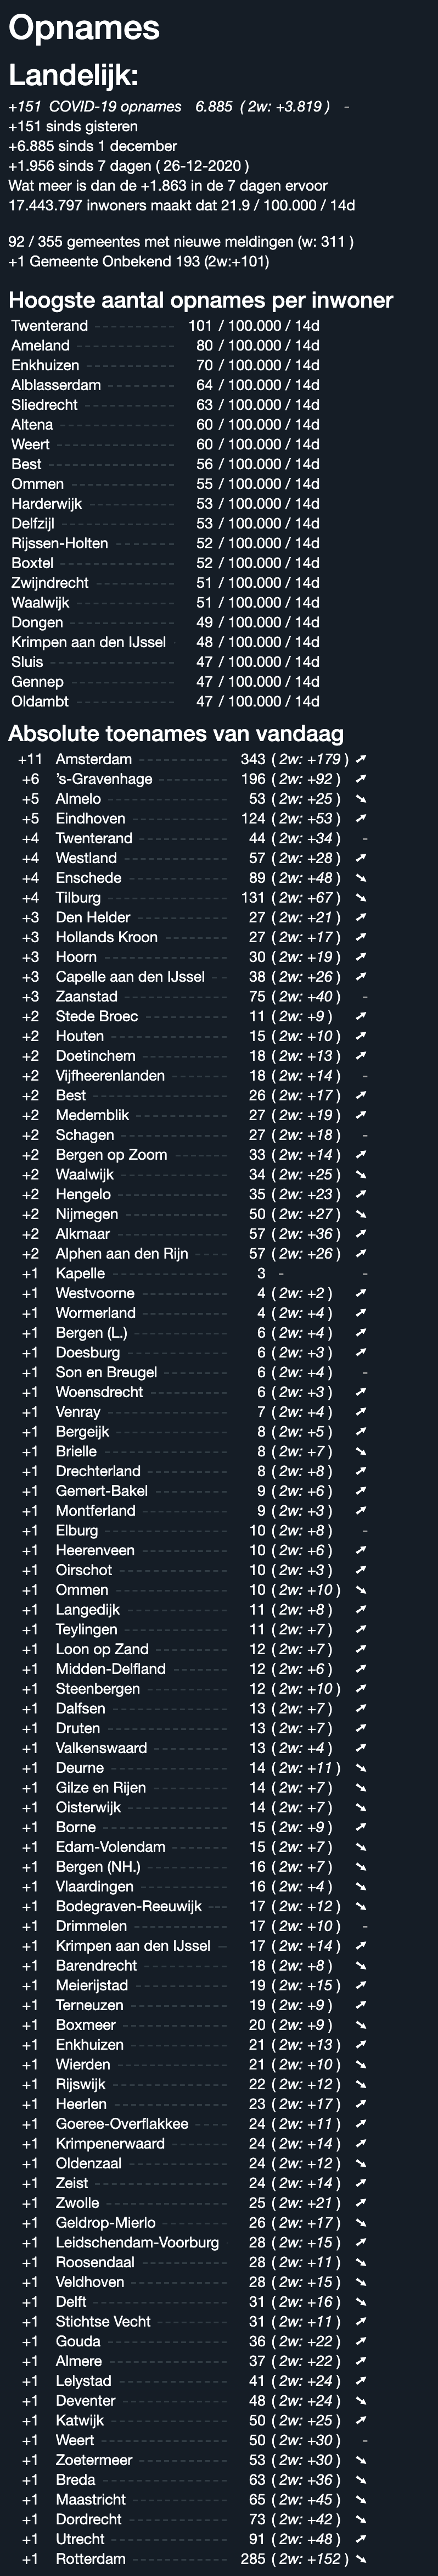 Opnames
Landelijk:
+151 COVID-19 opnames 6.885 ( 2w: +3.819 ) -
+151 sinds gisteren
+6.885 sinds 1 december
+1.956 sinds 7 dagen ( 26-12-2020 )
Wat meer is dan de +1.863 in de 7 dagen ervoor
17.443.797 inwoners maakt dat 21.9 / 100.000 / 14d
92 / 355 gemeentes met nieuwe meldingen (w: 311 )
+1 Gemeente Onbekend 193 (2w:+101)
Hoogste aantal opnames per inwoner
Twenterand 101 / 100.000 / 14d
Ameland 80 / 100.000 / 14d
Enkhuizen 70 / 100.000 / 14d
Alblasserdam 64 / 100.000 / 14d
Sliedrecht 63 / 100.000 / 14d
Altena 60 / 100.000 / 14d
Weert 60 / 100.000 / 14d
Best 56 / 100.000 / 14d
Ommen 55 / 100.000 / 14d
Harderwijk 53 / 100.000 / 14d
Delfzijl 53 / 100.000 / 14d
Rijssen-Holten 52 / 100.000 / 14d
Boxtel 52 / 100.000 / 14d
Zwijndrecht 51 / 100.000 / 14d
Waalwijk 51 / 100.000 / 14d
Dongen 49 / 100.000 / 14d
Krimpen aan den IJssel 48 / 100.000 / 14d
Sluis 47 / 100.000 / 14d
Gennep 47 / 100.000 / 14d
Oldambt 47 / 100.000 / 14d
Absolute toenames van vandaag
+11 Amsterdam 343 ( 2w: +179 ) ➚
+6 's-Gravenhage 196 ( 2w: +92 ) ➚
+5 Almelo 53 ( 2w: +25 ) ➘
+5 Eindhoven 124 ( 2w: +53 ) ➚
+4 Twenterand 44 ( 2w: +34 ) -
+4 Westland 57 ( 2w: +28 ) ➚
+4 Enschede 89 ( 2w: +48 ) ➘
+4 Tilburg 131 ( 2w: +67 ) ➘
+3 Den Helder 27 ( 2w: +21 ) ➚
+3 Hollands Kroon 27 ( 2w: +17 ) ➚
+3 Hoorn 30 ( 2w: +19 ) ➚
+3 Capelle aan den IJssel 38 ( 2w: +26 ) ➚
+3 Zaanstad 75 ( 2w: +40 ) -
+2 Stede Broec 11 ( 2w: +9 ) ➚
+2 Houten 15 ( 2w: +10 ) ➚
+2 Doetinchem 18 ( 2w: +13 ) ➚
+2 Vijfheerenlanden 18 ( 2w: +14 ) -
+2 Best 26 ( 2w: +17 ) ➚
+2 Medemblik 27 ( 2w: +19 ) ➚
+2 Schagen 27 ( 2w: +18 ) -
+2 Bergen op Zoom 33 ( 2w: +14 ) ➚
+2 Waalwijk 34 ( 2w: +25 ) ➘
+2 Hengelo 35 ( 2w: +23 ) ➚
+2 Nijmegen 50 ( 2w: +27 ) ➘
+2 Alkmaar 57 ( 2w: +36 ) ➚
+2 Alphen aan den Rijn 57 ( 2w: +26 ) ➚
+1 Kapelle 3 - -
+1 Westvoorne 4 ( 2w: +2 ) ➚
+1 Wormerland 4 ( 2w: +4 ) ➚
+1 Bergen (L.) 6 ( 2w: +4 ) ➚
+1 Doesburg 6 ( 2w: +3 ) ➚
+1 Son en Breugel 6 ( 2w: +4 ) -
+1 Woensdrecht 6 ( 2w: +3 ) ➚
+1 Venray 7 ( 2w: +4 ) ➚
+1 Bergeijk 8 ( 2w: +5 ) ➚
+1 Brielle 8 ( 2w: +7 ) ➘
+1 Drechterland 8 ( 2w: +8 ) ➚
+1 Gemert-Bakel 9 ( 2w: +6 ) ➚
+1 Montferland 9 ( 2w: +3 ) ➚
+1 Elburg 10 ( 2w: +8 ) -
+1 Heerenveen 10 ( 2w: +6 ) ➚
+1 Oirschot 10 ( 2w: +3 ) ➚
+1 Ommen 10 ( 2w: +10 ) ➘
+1 Langedijk 11 ( 2w: +8 ) ➚
+1 Teylingen 11 ( 2w: +7 ) ➚
+1 Loon op Zand 12 ( 2w: +7 ) ➚
+1 Midden-Delfland 12 ( 2w: +6 ) ➚
+1 Steenbergen 12 ( 2w: +10 ) ➚
+1 Dalfsen 13 ( 2w: +7 ) ➚
+1 Druten 13 ( 2w: +7 ) ➚
+1 Valkenswaard 13 ( 2w: +4 ) ➚
+1 Deurne 14 ( 2w: +11 ) ➘
+1 Gilze en Rijen 14 ( 2w: +7 ) ➘
+1 Oisterwijk 14 ( 2w: +7 ) ➘
+1 Borne 15 ( 2w: +9 ) ➚
+1 Edam-Volendam 15 ( 2w: +7 ) ➘
+1 Bergen (NH.) 16 ( 2w: +7 ) ➘
+1 Vlaardingen 16 ( 2w: +4 ) ➘
+1 Bodegraven-Reeuwijk 17 ( 2w: +12 ) ➘
+1 Drimmelen 17 ( 2w: +10 ) -
+1 Krimpen aan den IJssel 17 ( 2w: +14 ) ➚
+1 Barendrecht 18 ( 2w: +8 ) ➘
+1 Meierijstad 19 ( 2w: +15 ) ➚
+1 Terneuzen 19 ( 2w: +9 ) ➚
+1 Boxmeer 20 ( 2w: +9 ) ➘
+1 Enkhuizen 21 ( 2w: +13 ) ➚
+1 Wierden 21 ( 2w: +10 ) ➘
+1 Rijswijk 22 ( 2w: +12 ) ➘
+1 Heerlen 23 ( 2w: +17 ) ➚
+1 Goeree-Overflakkee 24 ( 2w: +11 ) ➚
+1 Krimpenerwaard 24 ( 2w: +14 ) ➚
+1 Oldenzaal 24 ( 2w: +12 ) ➘
+1 Zeist 24 ( 2w: +14 ) ➚
+1 Zwolle 25 ( 2w: +21 ) ➚
+1 Geldrop-Mierlo 26 ( 2w: +17 ) ➘
+1 Leidschendam-Voorburg 28 ( 2w: +15 ) ➚
+1 Roosendaal 28 ( 2w: +11 ) ➘
+1 Veldhoven 28 ( 2w: +15 ) ➘
+1 Delft 31 ( 2w: +16 ) ➘
+1 Stichtse Vecht 31 ( 2w: +11 ) ➚
+1 Gouda 36 ( 2w: +22 ) ➚
+1 Almere 37 ( 2w: +22 ) ➚
+1 Lelystad 41 ( 2w: +24 ) ➚
+1 Deventer 48 ( 2w: +24 ) ➘
+1 Katwijk 50 ( 2w: +25 ) ➚
+1 Weert 50 ( 2w: +30 ) -
+1 Zoetermeer 53 ( 2w: +30 ) ➘
+1 Breda 63 ( 2w: +36 ) ➘
+1 Maastricht 65 ( 2w: +45 ) ➘
+1 Dordrecht 73 ( 2w: +42 ) ➘
+1 Utrecht 91 ( 2w: +48 ) ➚
+1 Rotterdam 285 ( 2w: +152 ) ➘